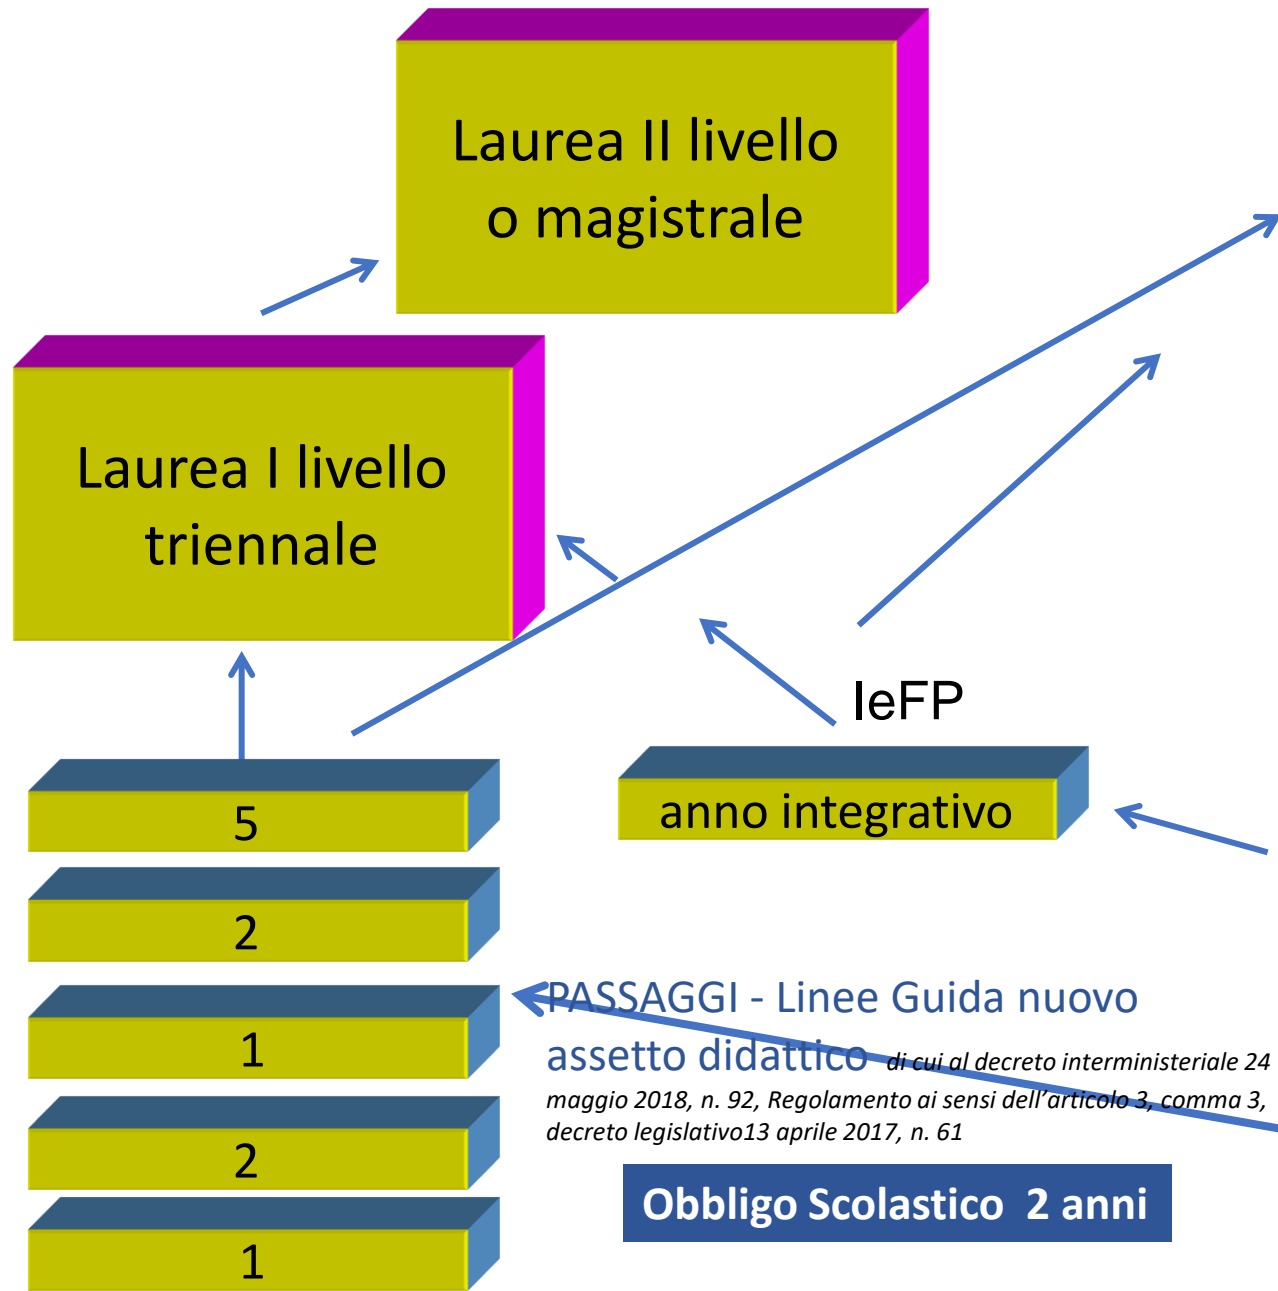 Laurea II livello
o magistrale
Laurea I livello
triennale
IeFP
5
anno integrativo
2
PASSAGGI - Linee Guida nuovo
assetto didattico di cui al decreto interministeriale 24
maggio 2018, n. 92, Regolamento ai sensi dell’articolo 3, comma 3,
decreto legislativo13 aprile 2017, n. 61
1
2
Obbligo Scolastico 2 anni
1